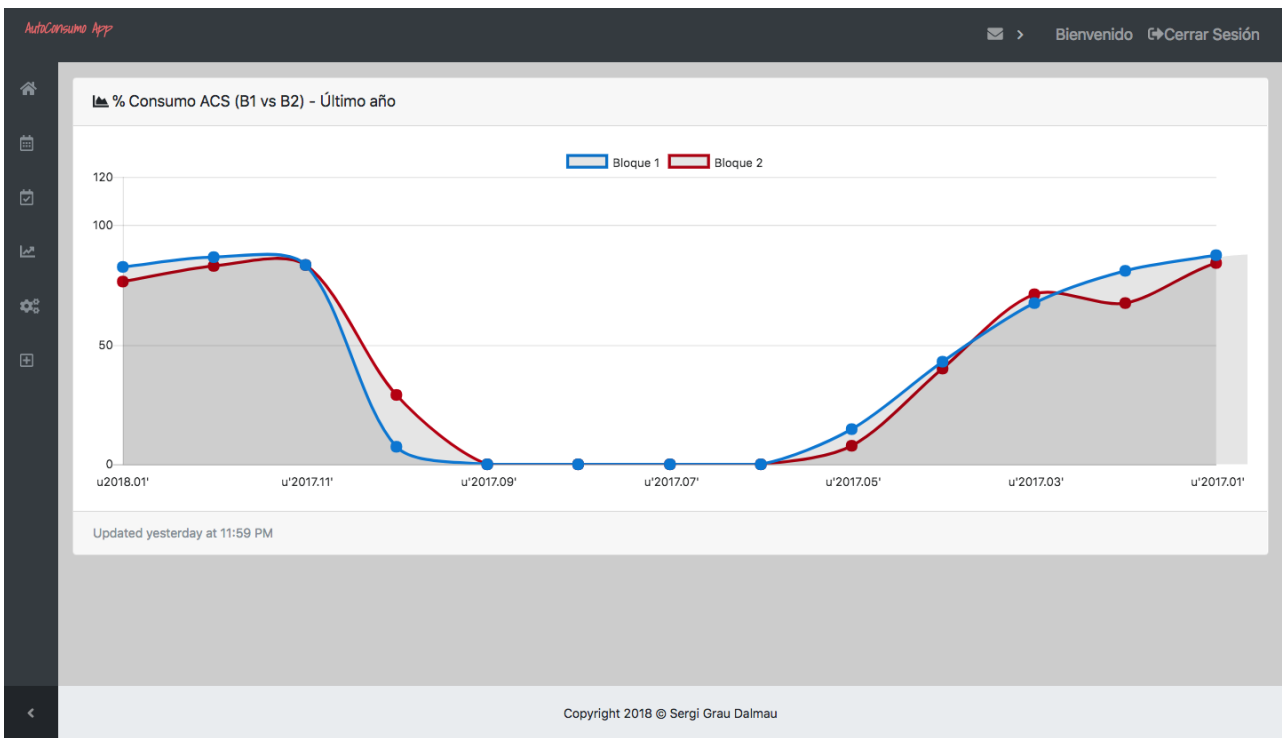 AutoConsumo App
Bienvenido Cerrar Sesión
% Consumo ACS (B1 vs B2) - Último año
Bloque 1 Bloque 2
120
100
50
0
u2018.01' u'2017.11' u'2017.09' u'2017.07' u'2017.05' u'2017.03' u'2017.01'
Updated yesterday at 11:59 PM
Copyright 2018 © Sergi Grau Dalmau